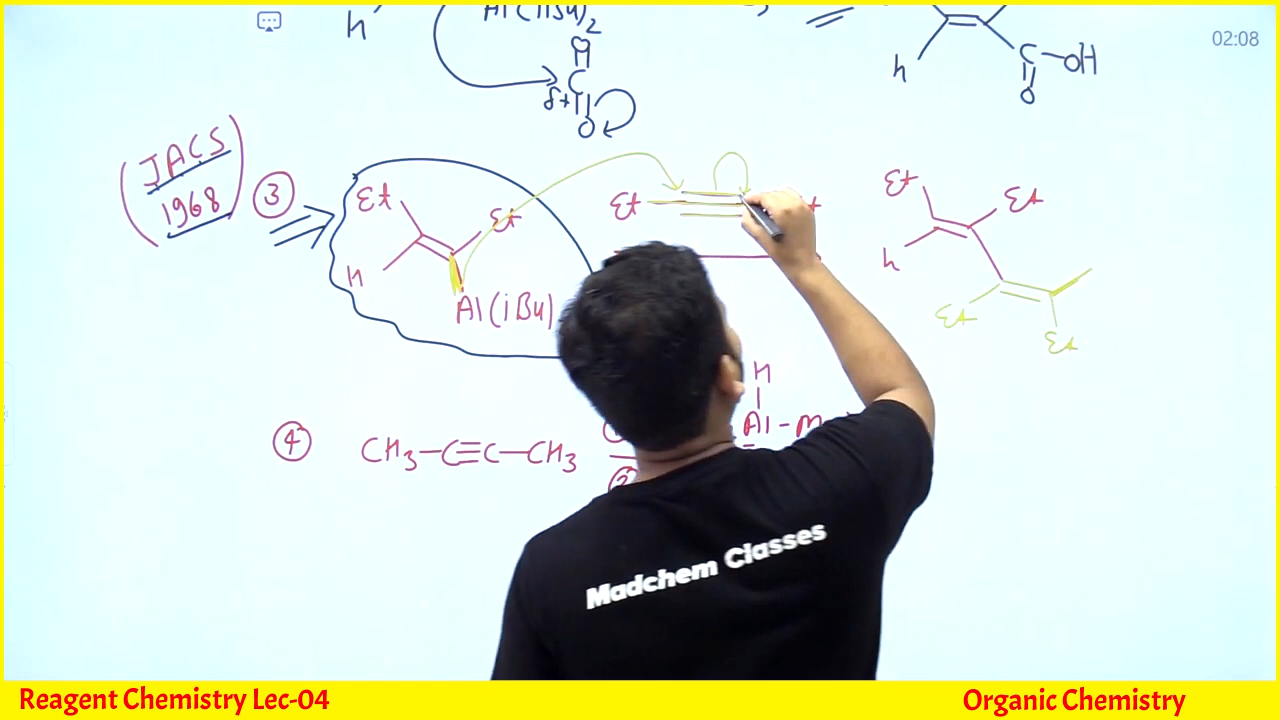 02:08
Al(iBu)2
H
C
δ+
O
H
C-OH
O
(JACS
1968)
③
Et
Et
H
Al(iBu)
Et
Et
Et
H
Et
Et
④
CH3-C≡C-CH3
H
Al-
Madchem Classes
Reagent Chemistry Lec-04
Organic Chemistry